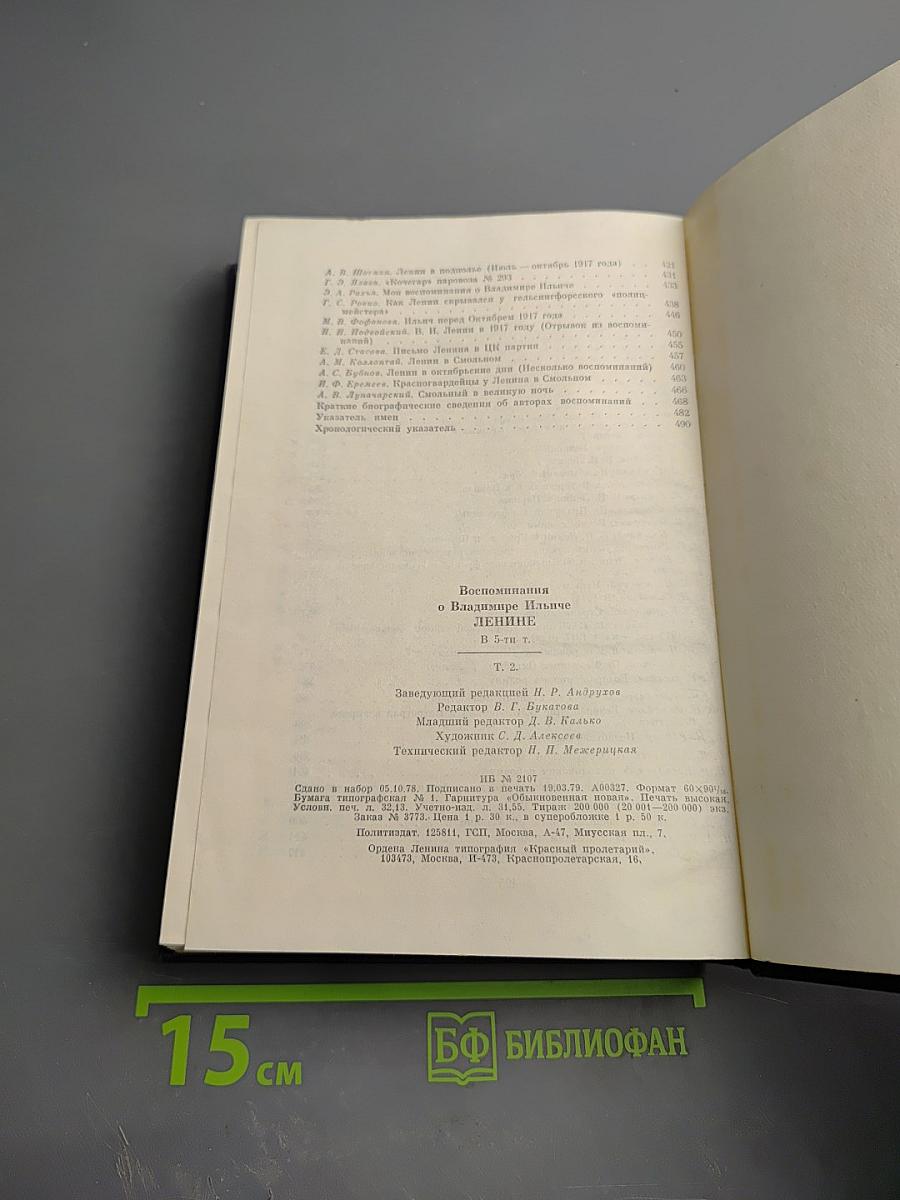 А. В. Шотман. Ленин в подполье (Июль — октябрь 1917 года) . . 421
Г. Э. Ялава. «Кочегар» паровоза № 293 . . . . . . . . . . 431
Э. А. Рахья. Мои воспоминания о Владимире Ильиче . . . . . 433
Г. С. Ровио. Как Ленин скрывался у гельсингфорсского «полиц-
мейстера» . . . . . . . . . . . . . . . . . . 438
М. В. Фофанова. Ильич перед Октябрем 1917 года . . . . . . 446
Н. И. Подвойский. В. И. Ленин в 1917 году (Отрывок из воспоми-
наний) . . . . . . . . . . . . . . . . . . . 450
Е. Д. Стасова. Письмо Ленина в ЦК партии . . . . . . . . 455
А. М. Коллонтай. Ленин в Смольном . . . . . . . . . . . 457
А. С. Бубнов. Ленин в октябрьские дни (Несколько воспоминаний) 460
И. Ф. Еремеев. Красногвардейцы у Ленина в Смольном . . . . 463
А. В. Луначарский. Смольный в великую ночь . . . . . . . 466
Краткие биографические сведения об авторах воспоминаний . . 468
Указатель имен . . . . . . . . . . . . . . . . . . 482
Хронологический указатель . . . . . . . . . . . . . . 490
Воспоминания
о Владимире Ильиче
ЛЕНИНЕ
В 5-ти т.
Т. 2.
Заведующий редакцией Н. Р. Андрухов
Редактор В. Г. Букатова
Младший редактор Д. В. Калько
Художник С. Д. Алексеев
Технический редактор Н. П. Межерицкая
ИБ № 2107
Сдано в набор 05.10.78. Подписано в печать 19.03.79. А00327. Формат 60×90¹/₁₆.
Бумага типографская № 1. Гарнитура «Обыкновенная новая». Печать высокая.
Условн. печ. л. 32,13. Учетно-изд. л. 31,55. Тираж 200 000 (20 001—200 000) экз.
Заказ № 3773. Цена 1 р. 30 к., в суперобложке 1 р. 50 к.
Политиздат. 125811, ГСП, Москва, А-47, Миусская пл., 7.
Ордена Ленина типография «Красный пролетарий».
103473, Москва, И-473, Краснопролетарская, 16.
15 см
БФ БИБЛИОФАН